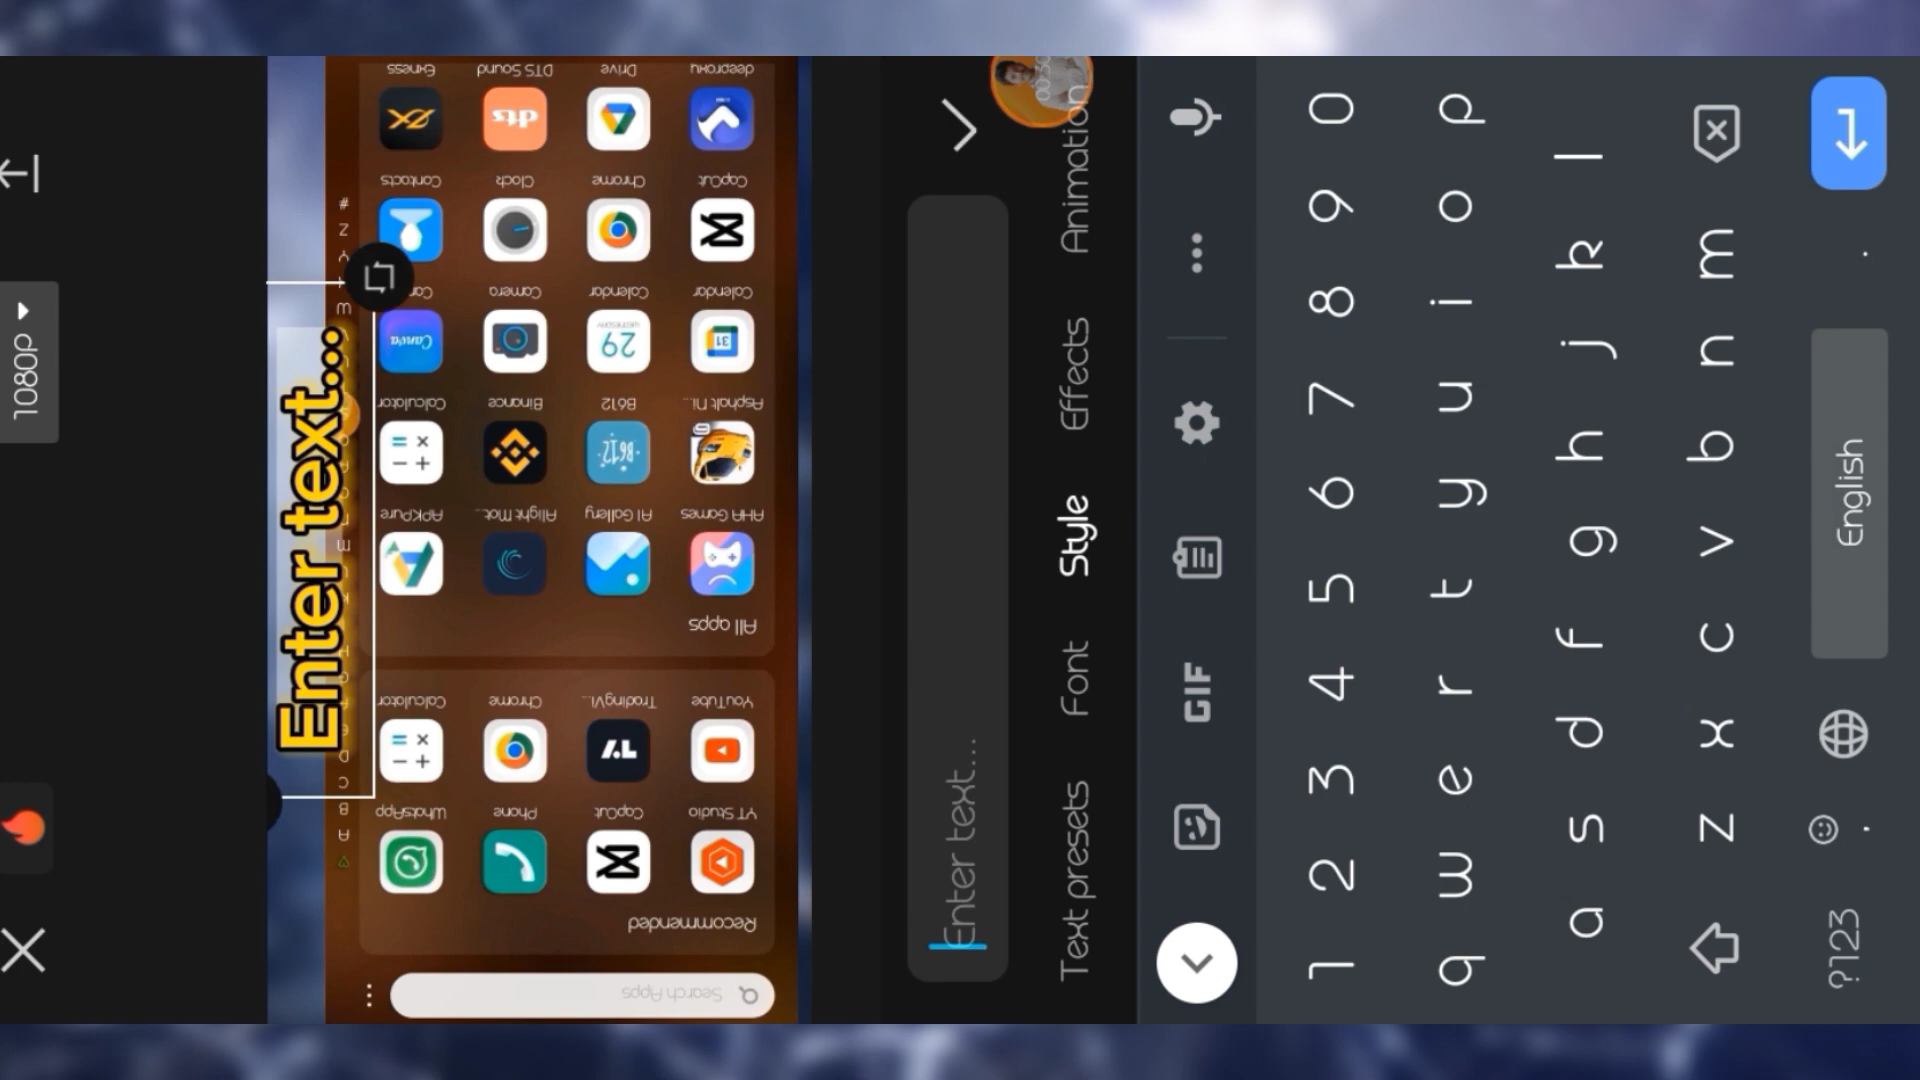 1080p
Enter text...
Search Apps
Recommended
YT Studio
CapCut
Phone
WhatsApp
YouTube
TradingVi...
Chrome
Calculator
All apps
AHA Games
AI Gallery
Alight Mot...
APKPure
Asphalt Ni...
B612
Binance
Calculator
Calendar
Calendar
Camera
CapCut
Chrome
Clock
Contacts
deeproxy
Drive
DTS Sound
Exness
Enter text...
Text presets Font Style Effects Animation
GIF
1 2 3 4 5 6 7 8 9 0
q w e r t y u i o p
a s d f g h j k l
z x c v b n m
?123 English .